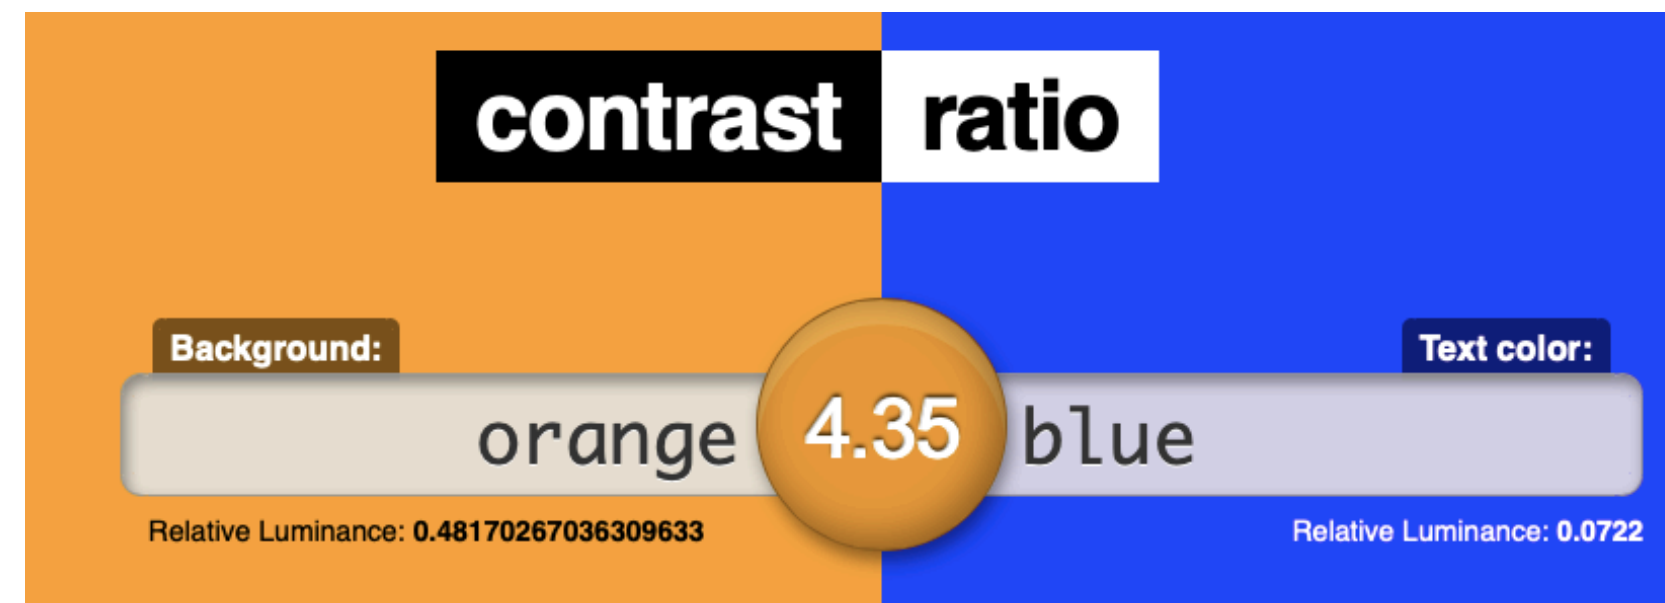 contrast ratio
Background:
Text color:
orange 4.35 blue
Relative Luminance: 0.48170267036309633
Relative Luminance: 0.0722